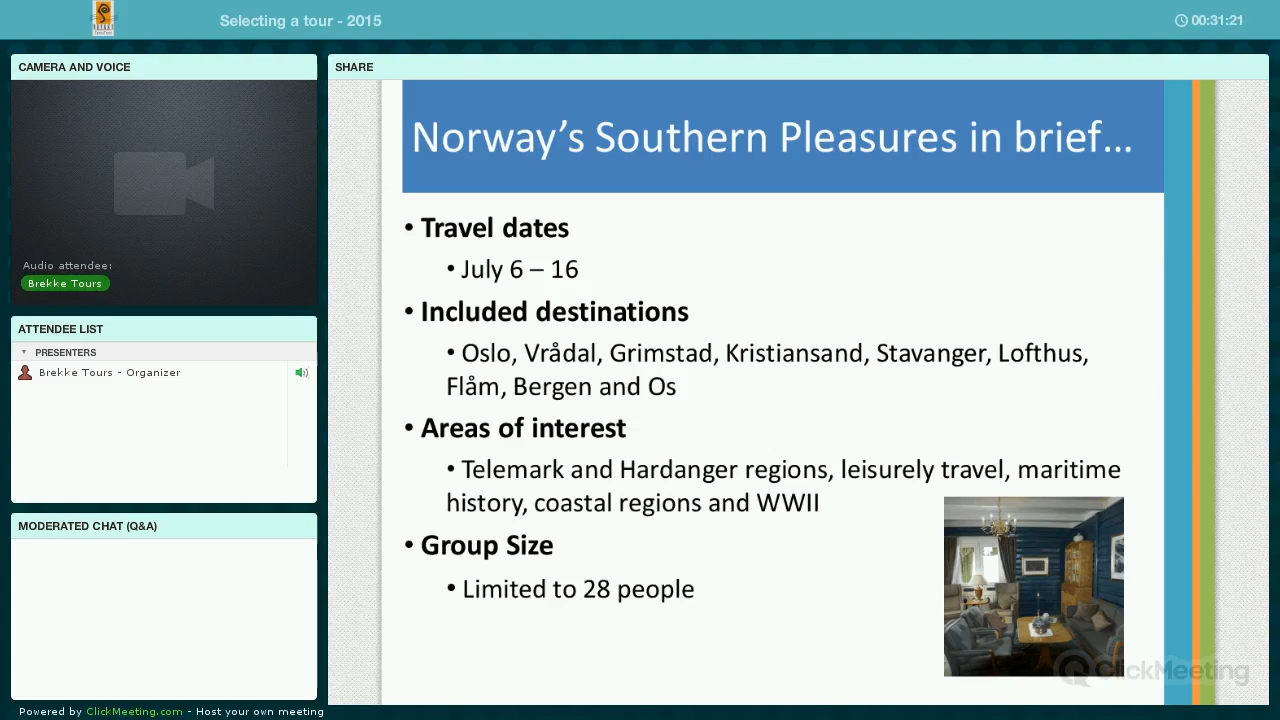 Selecting a tour - 2015
00:31:21
CAMERA AND VOICE
Audio attendee:
Brekke Tours
ATTENDEE LIST
PRESENTERS
Brekke Tours - Organizer
MODERATED CHAT (Q&A)
SHARE
Norway’s Southern Pleasures in brief…
• Travel dates
• July 6 – 16
• Included destinations
• Oslo, Vrådal, Grimstad, Kristiansand, Stavanger, Lofthus,
Flåm, Bergen and Os
• Areas of interest
• Telemark and Hardanger regions, leisurely travel, maritime
history, coastal regions and WWII
• Group Size
• Limited to 28 people
ClickMeeting
Powered by ClickMeeting.com - Host your own meeting